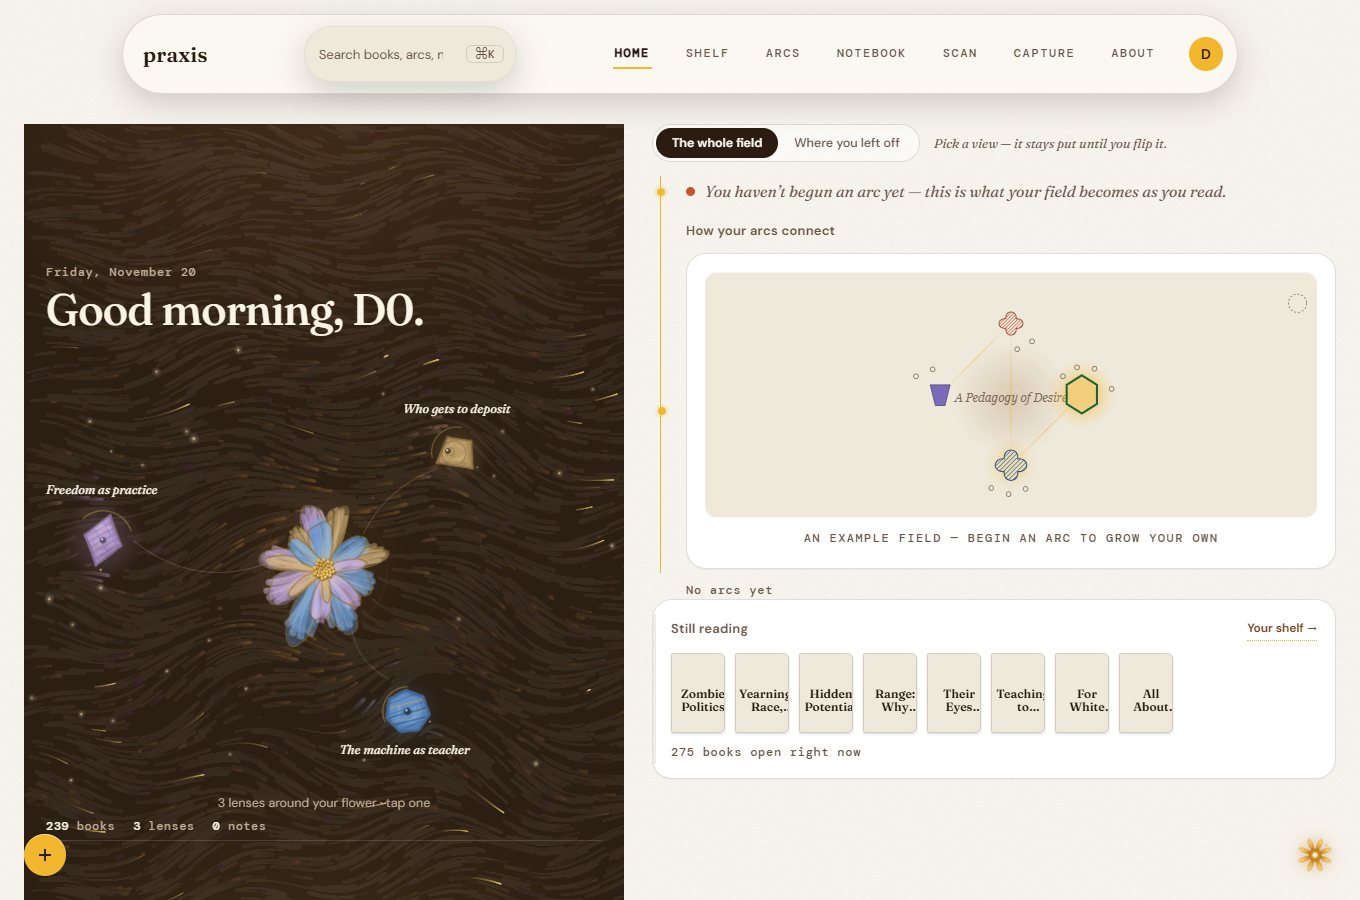 praxis
Search books, arcs, n
⌘K
HOME
SHELF
ARCS
NOTEBOOK
SCAN
CAPTURE
ABOUT
D
Friday, November 20
Good morning, D0.
Who gets to deposit
Freedom as practice
The machine as teacher
3 lenses around your flower · tap one
239 books 3 lenses 0 notes
+
The whole field
Where you left off
Pick a view — it stays put until you flip it.
You haven’t begun an arc yet — this is what your field becomes as you read.
How your arcs connect
A Pedagogy of Desire
AN EXAMPLE FIELD — BEGIN AN ARC TO GROW YOUR OWN
No arcs yet
Still reading
Your shelf →
Zombie
Politics
Yearning
Race,..
Hidden
Potentia
Range:
Why..
Their
Eyes..
Teaching
to...
For
White.
All
About.
275 books open right now